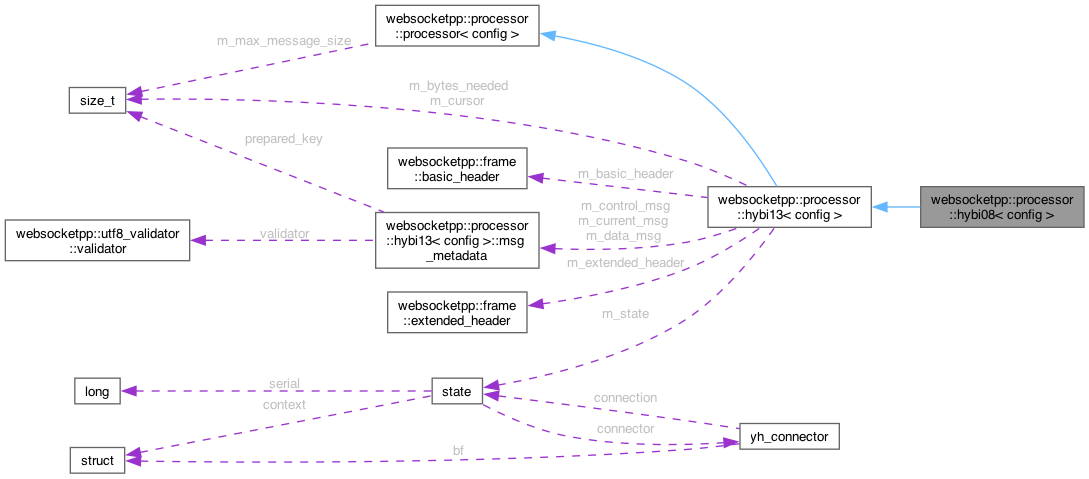 websocketpp::processor
::processor< config >
m_max_message_size
size_t
m_bytes_needed
m_cursor
prepared_key
websocketpp::frame
::basic_header
m_basic_header
websocketpp::processor
::hybi13< config >
websocketpp::processor
::hybi08< config >
websocketpp::utf8_validator
::validator
validator
websocketpp::processor
::hybi13< config >::msg
_metadata
m_control_msg
m_current_msg
m_data_msg
m_extended_header
websocketpp::frame
::extended_header
m_state
long
serial
state
context
connection
connector
yh_connector
struct
bf